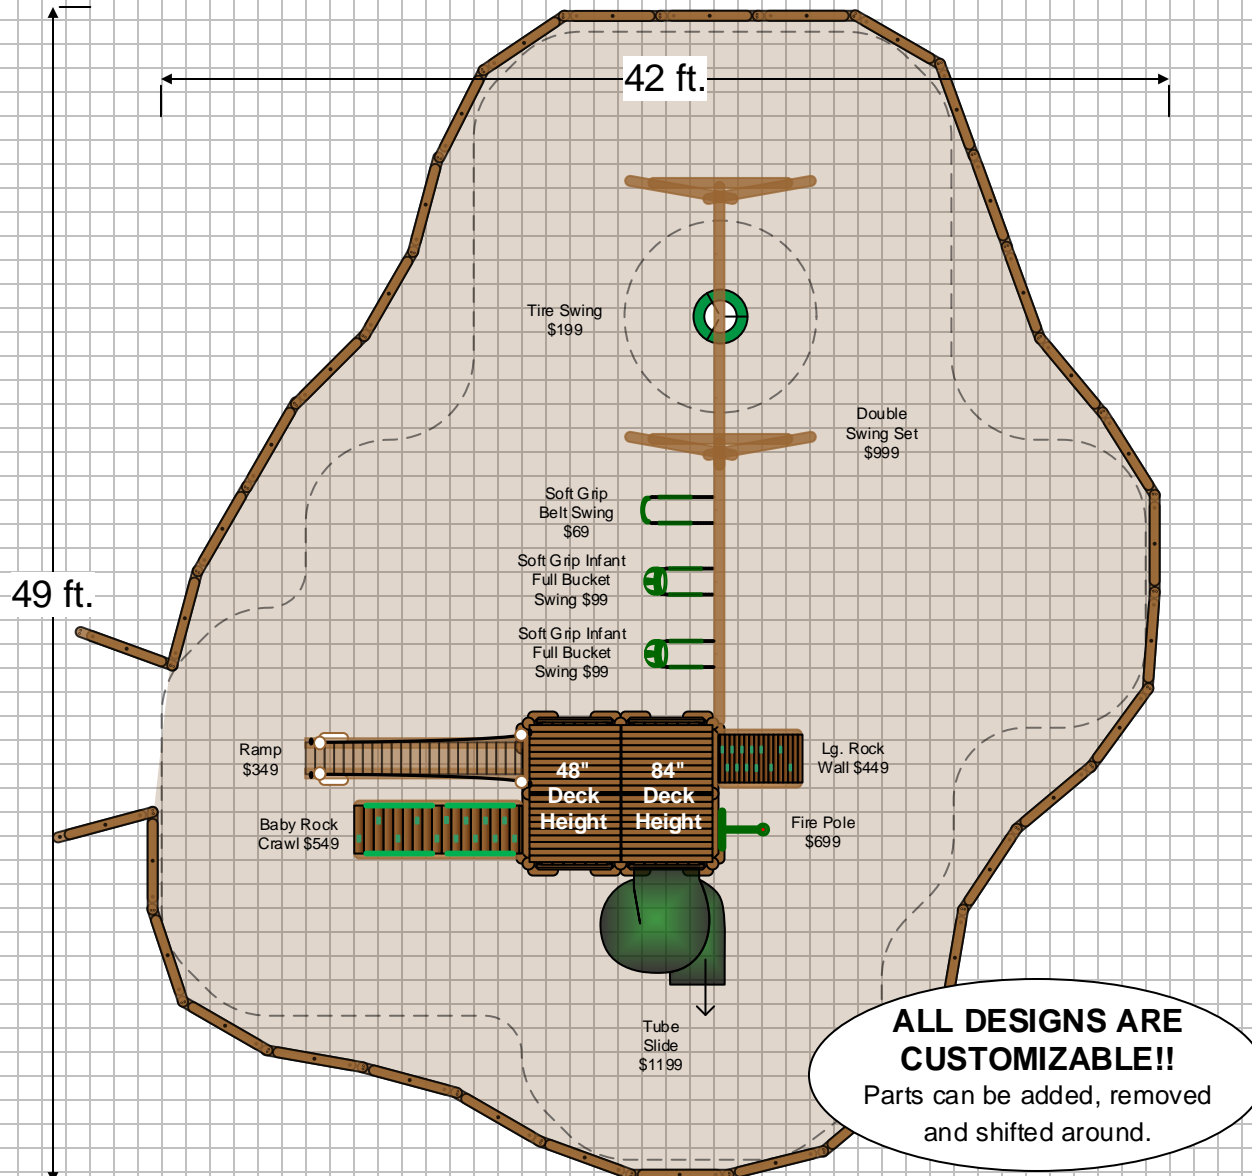 42 ft.
Tire Swing
$199
Double
Swing Set
$999
Soft Grip
Belt Swing
$69
Soft Grip Infant
Full Bucket
Swing $99
49 ft.
Soft Grip Infant
Full Bucket
Swing $99
Ramp
$349
48"
Deck
Height
84"
Deck
Height
Lg. Rock
Wall $449
Baby Rock
Crawl $549
Fire Pole
$699
Tube
Slide
$1199
ALL DESIGNS ARE
CUSTOMIZABLE!!
Parts can be added, removed
and shifted around.